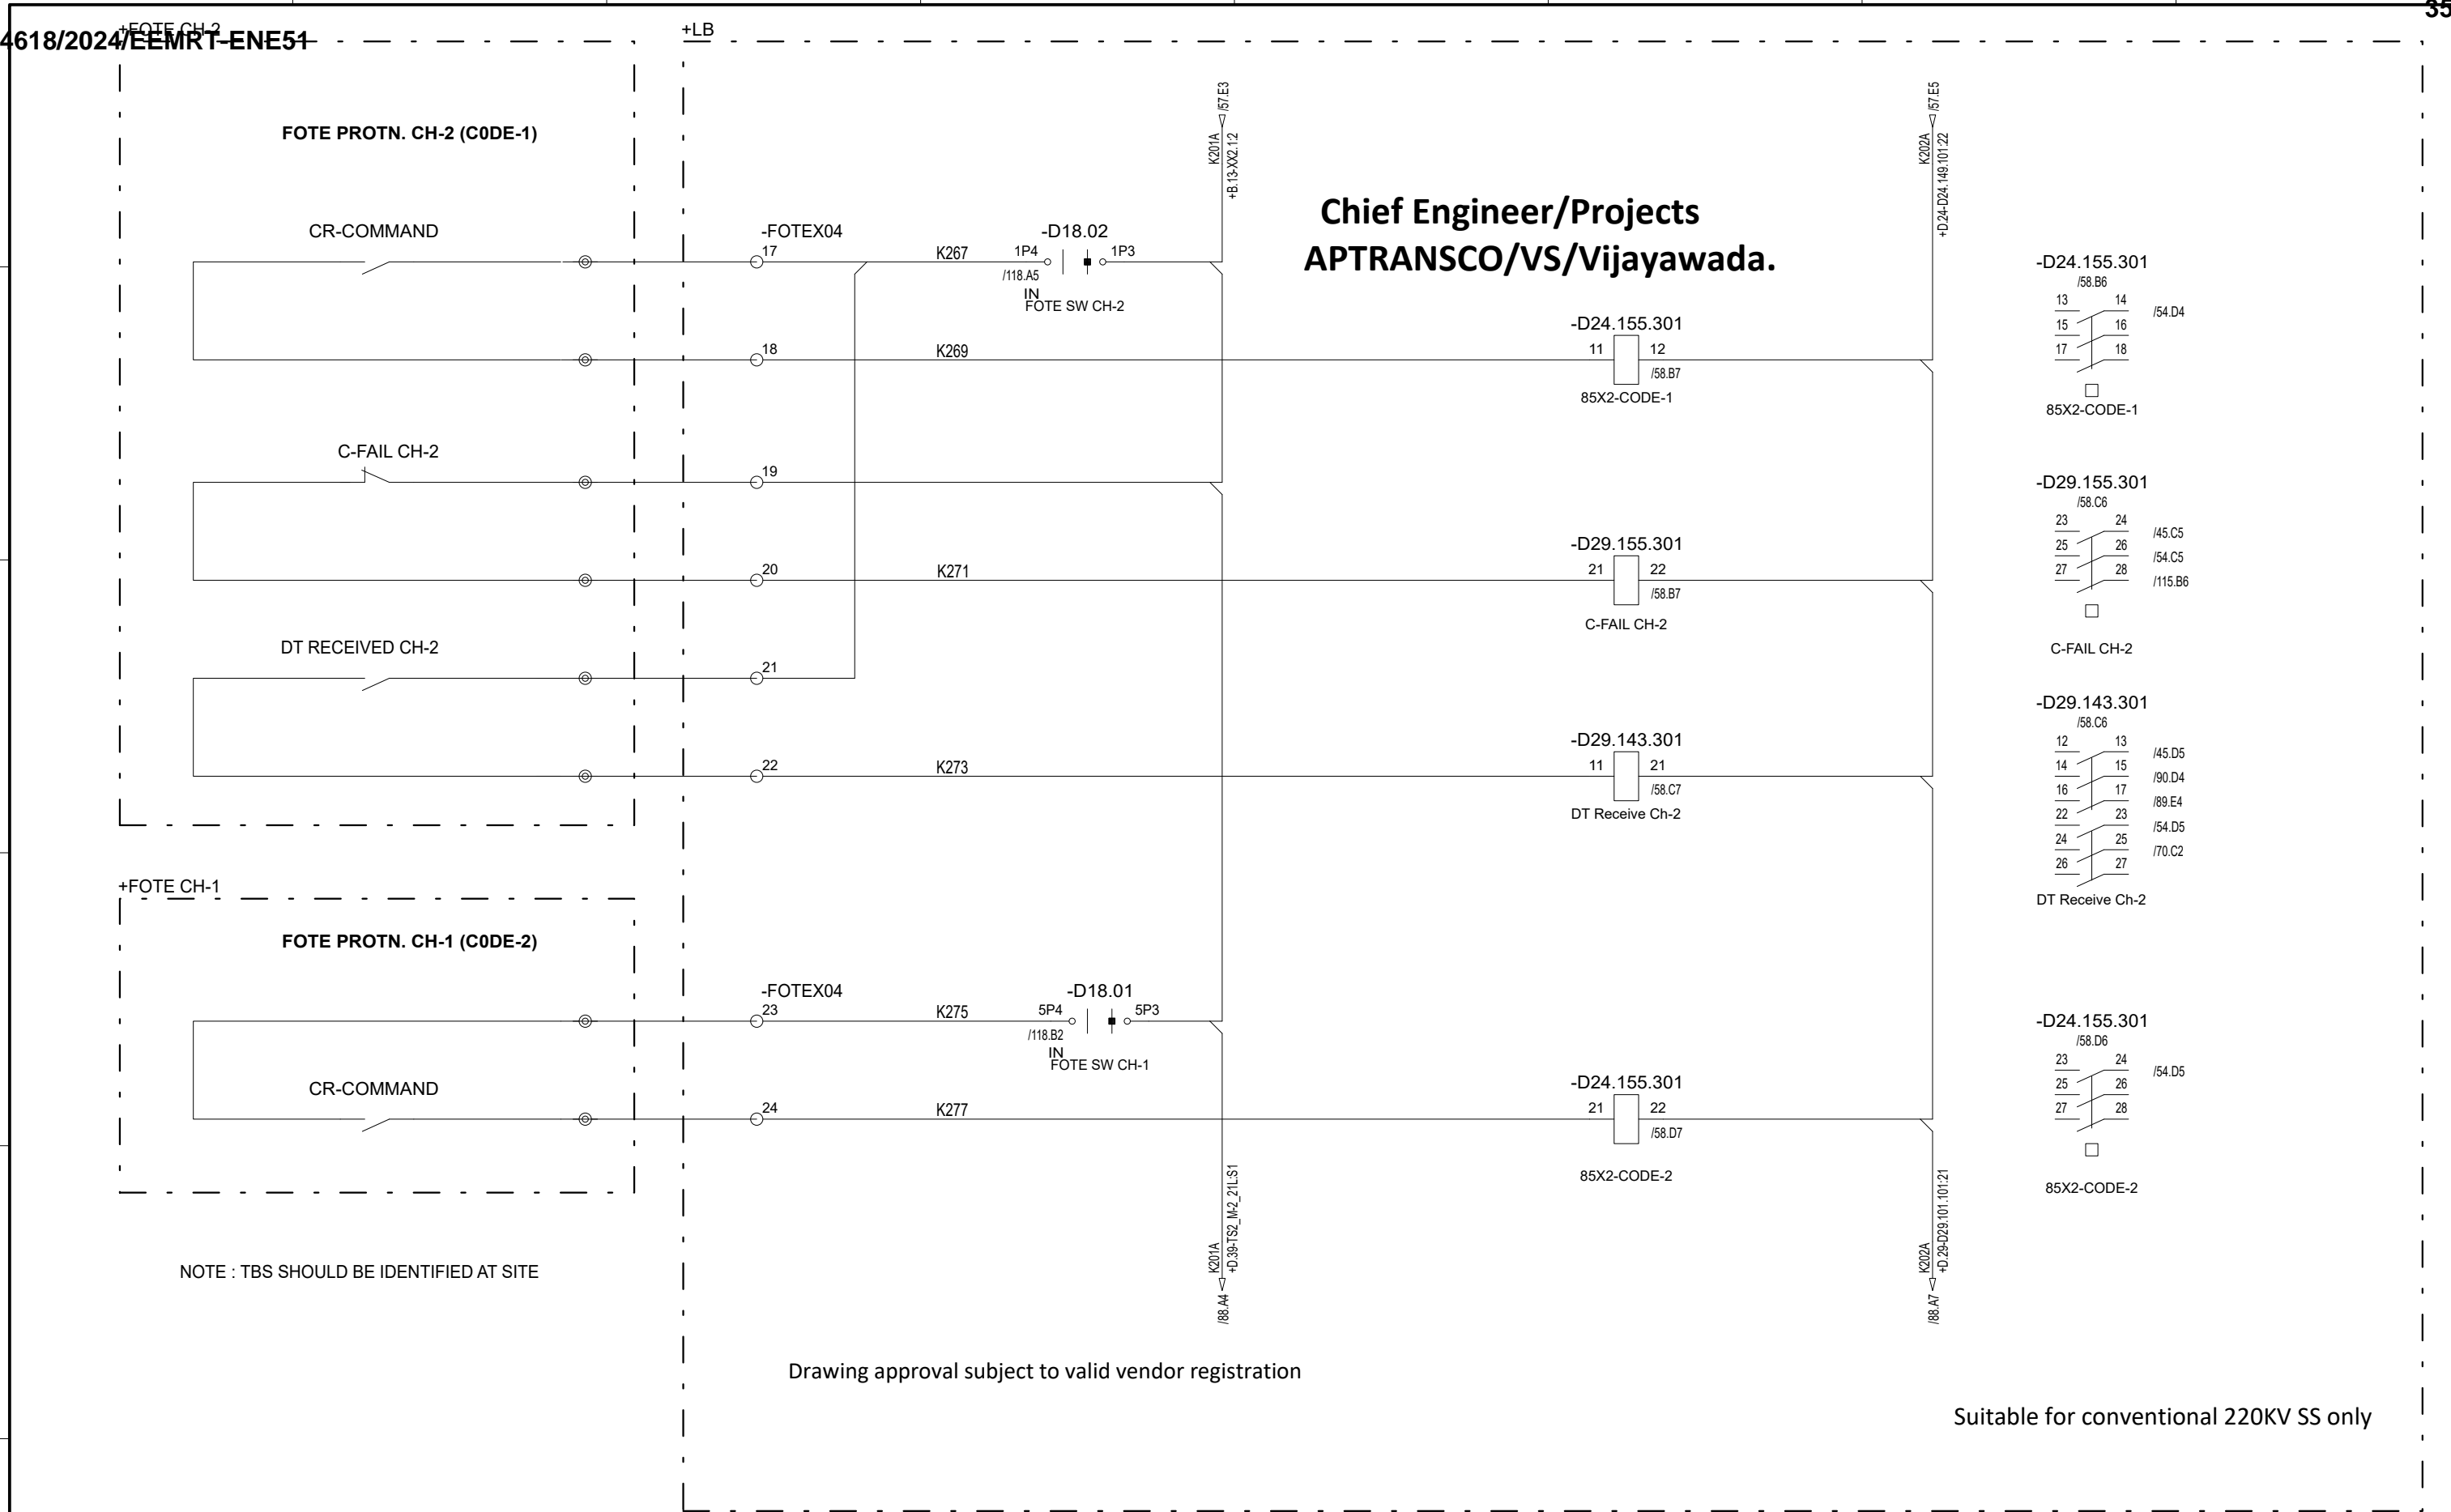 35
+FOTE CH-2
4618/2024/EEMRT-ENE51
+LB
FOTE PROTN. CH-2 (C0DE-1)
/57.E3
K201A
+B.13-XX2.1:2
/57.E5
K202A
+D.24-D24.149.101:22
Chief Engineer/Projects
APTRANSCO/VS/Vijayawada.
CR-COMMAND
-FOTEX04
17
K267
-D18.02
1P4
1P3
/118.A5
IN
FOTE SW CH-2
18
K269
-D24.155.301
11
12
/58.B7
85X2-CODE-1
-D24.155.301
/58.B6
13 14
/54.D4
15 16
17 18
85X2-CODE-1
C-FAIL CH-2
19
20
K271
-D29.155.301
21
22
/58.B7
C-FAIL CH-2
-D29.155.301
/58.C6
23 24
/45.C5
25 26
/54.C5
27 28
/115.B6
C-FAIL CH-2
DT RECEIVED CH-2
21
22
K273
-D29.143.301
11
21
/58.C7
DT Receive Ch-2
-D29.143.301
/58.C6
12 13
/45.D5
14 15
/90.D4
16 17
/89.E4
22 23
/54.D5
24 25
/70.C2
26 27
DT Receive Ch-2
+FOTE CH-1
FOTE PROTN. CH-1 (C0DE-2)
-FOTEX04
23
K275
-D18.01
5P4
5P3
/118.B2
IN
FOTE SW CH-1
CR-COMMAND
24
K277
-D24.155.301
21
22
/58.D7
85X2-CODE-2
-D24.155.301
/58.D6
23 24
/54.D5
25 26
27 28
85X2-CODE-2
K201A
+D.39-TS2_M-2_21L:S1
/88.A4
K202A
+D.29-D29.101.101:21
/88.A7
NOTE : TBS SHOULD BE IDENTIFIED AT SITE
Drawing approval subject to valid vendor registration
Suitable for conventional 220KV SS only